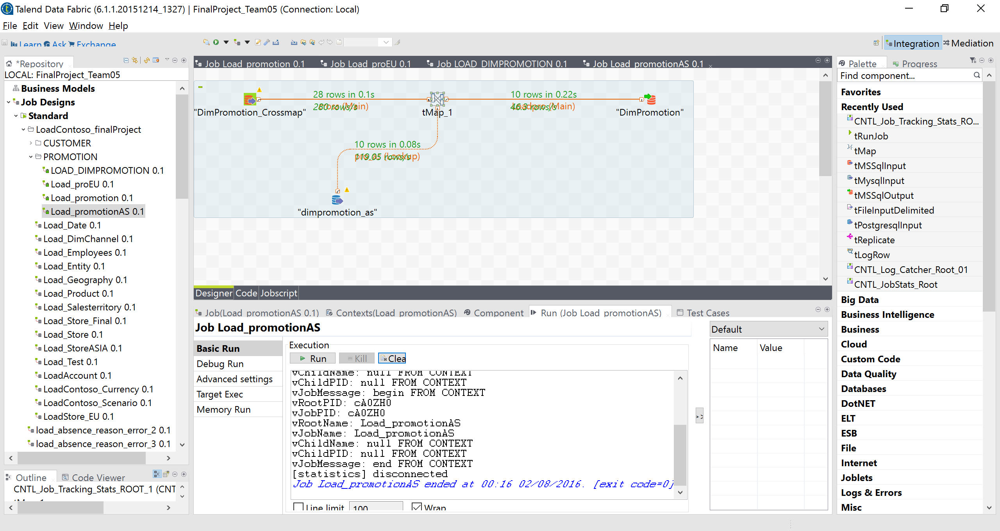 Talend Data Fabric (6.1.1.20151214_1327) | FinalProject_Team05 (Connection: Local)
File Edit View Window Help
Learn Ask Exchange
Integration Mediation
*Repository
LOCAL: FinalProject_Team05
Business Models
Job Designs
Standard
LoadContoso_finalProject
CUSTOMER
PROMOTION
LOAD_DIMPROMOTION 0.1
Load_proEU 0.1
Load_promotion 0.1
Load_promotionAS 0.1
Load_Date 0.1
Load_DimChannel 0.1
Load_Employees 0.1
Load_Entity 0.1
Load_Geography 0.1
Load_Product 0.1
Load_Salesterritory 0.1
Load_Store_Final 0.1
Load_Store 0.1
Load_StoreASIA 0.1
Load_Test 0.1
LoadAccount 0.1
LoadContoso_Currency 0.1
LoadContoso_Scenario 0.1
LoadStore_EU 0.1
load_absence_reason_error_2 0.1
load_absence_reason_error_3 0.1
Outline Code Viewer
CNTL_Job_Tracking_Stats_ROOT_1 (CNT
Job Load_promotion 0.1 Job Load_proEU 0.1 Job LOAD_DIMPROMOTION 0.1 Job Load_promotionAS 0.1
28 rows in 0.1s
280 rows/s
cross (Main)
10 rows in 0.22s
46.3 rows/s
Loadpro (Main)
"DimPromotion_Crossmap" tMap_1 "DimPromotion"
10 rows in 0.08s
119.05 rows/s
pro_as (Lookup)
"dimpromotion_as"
Designer Code Jobscript
Job(Load_promotionAS 0.1) Contexts(Load_promotionAS) Component Run (Job Load_promotionAS) Test Cases
Job Load_promotionAS
Basic Run
Debug Run
Advanced settings
Target Exec
Memory Run
Execution
Run Kill Clea
vChildName: null FROM CONTEXT
vChildPID: null FROM CONTEXT
vJobMessage: begin FROM CONTEXT
vRootPID: cA0ZH0
vJobPID: cA0ZH0
vRootName: Load_promotionAS
vJobName: Load_promotionAS
vChildName: null FROM CONTEXT
vChildPID: null FROM CONTEXT
vJobMessage: end FROM CONTEXT
[statistics] disconnected
Job Load_promotionAS ended at 00:16 02/08/2016. [exit code=0]
Line limit 100 Wrap
>>
Default
Name Value
Palette Progress
Find component...
Favorites
Recently Used
CNTL_Job_Tracking_Stats_RO...
tRunJob
tMap
tMSSqlInput
tMysqlInput
tMSSqlOutput
tFileInputDelimited
tPostgresqlInput
tReplicate
tLogRow
CNTL_Log_Catcher_Root_01
CNTL_JobStats_Root
Big Data
Business Intelligence
Business
Cloud
Custom Code
Data Quality
Databases
DotNET
ELT
ESB
File
Internet
Joblets
Logs & Errors
Misc